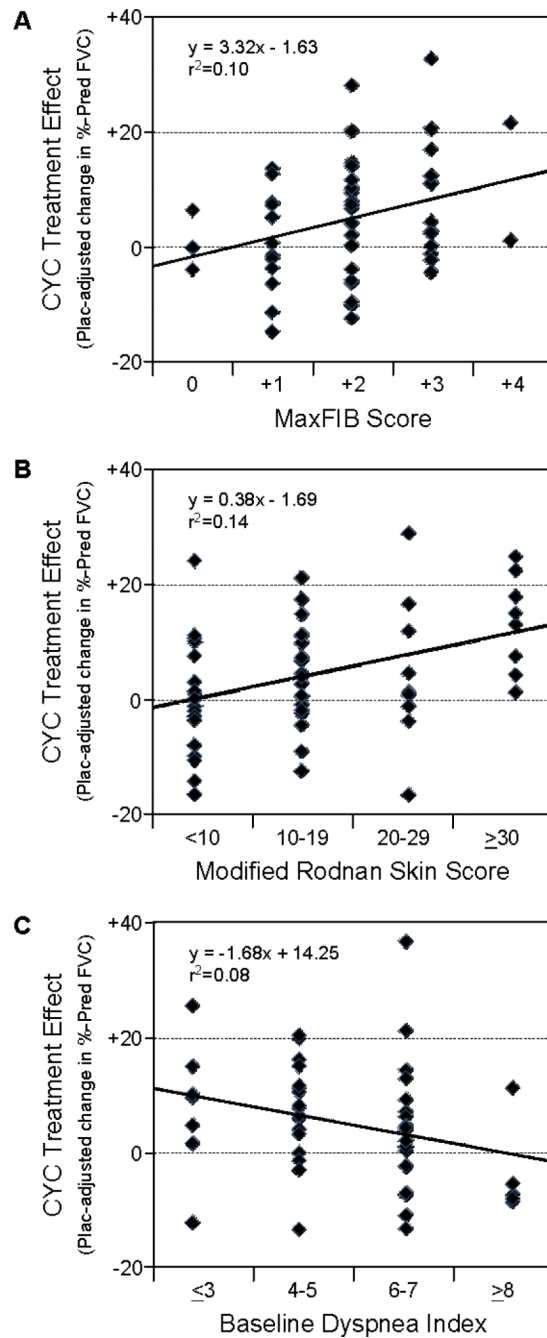 A
CYC Treatment Effect
(Plac-adjusted change in %-Pred FVC)
+40
+20
0
-20
y = 3.32x - 1.63
r²=0.10
0 +1 +2 +3 +4
MaxFIB Score
B
CYC Treatment Effect
(Plac-adjusted change in %-Pred FVC)
+40
+20
0
-20
y = 0.38x - 1.69
r²=0.14
<10 10-19 20-29 ≥30
Modified Rodnan Skin Score
C
CYC Treatment Effect
(Plac-adjusted change in %-Pred FVC)
+40
+20
0
-20
y = -1.68x + 14.25
r²=0.08
≤3 4-5 6-7 ≥8
Baseline Dyspnea Index